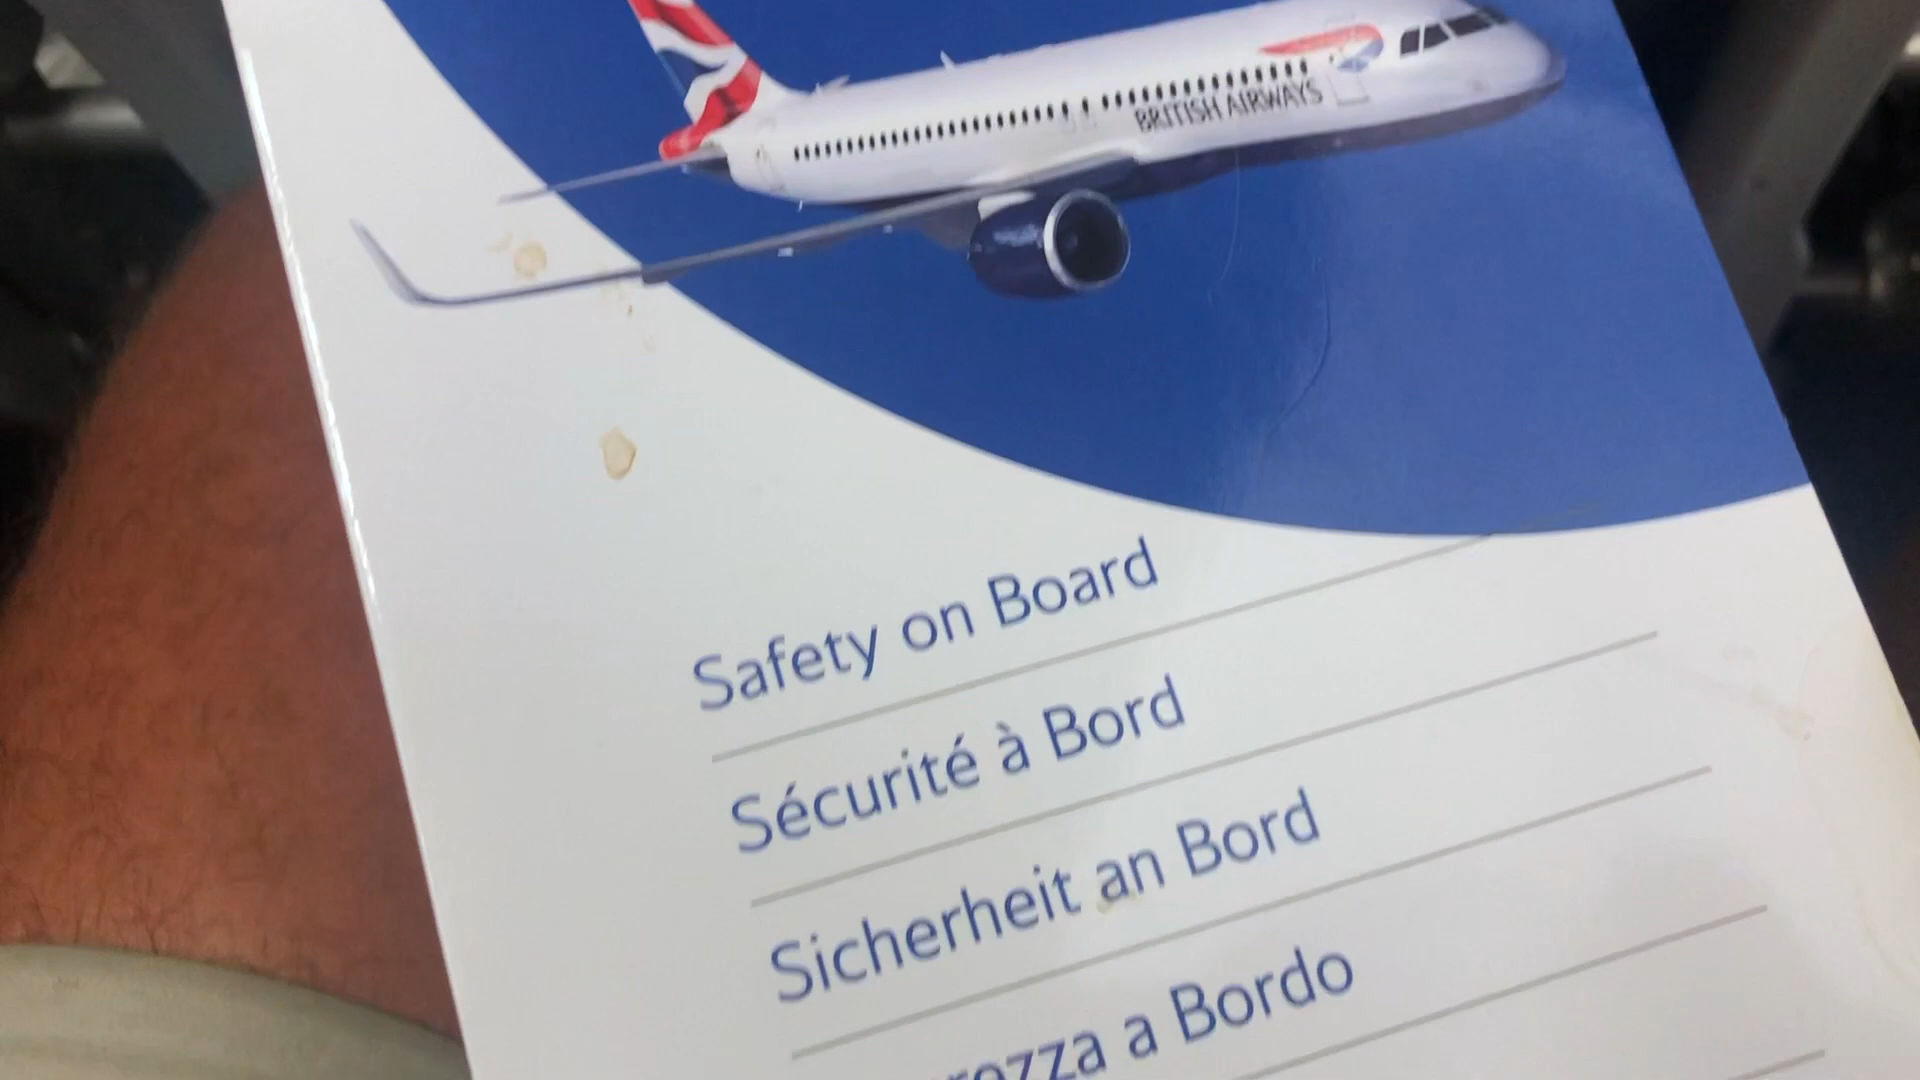 BRITISH AIRWAYS
Safety on Board
Sécurité à Bord
Sicherheit an Bord
a Bordo